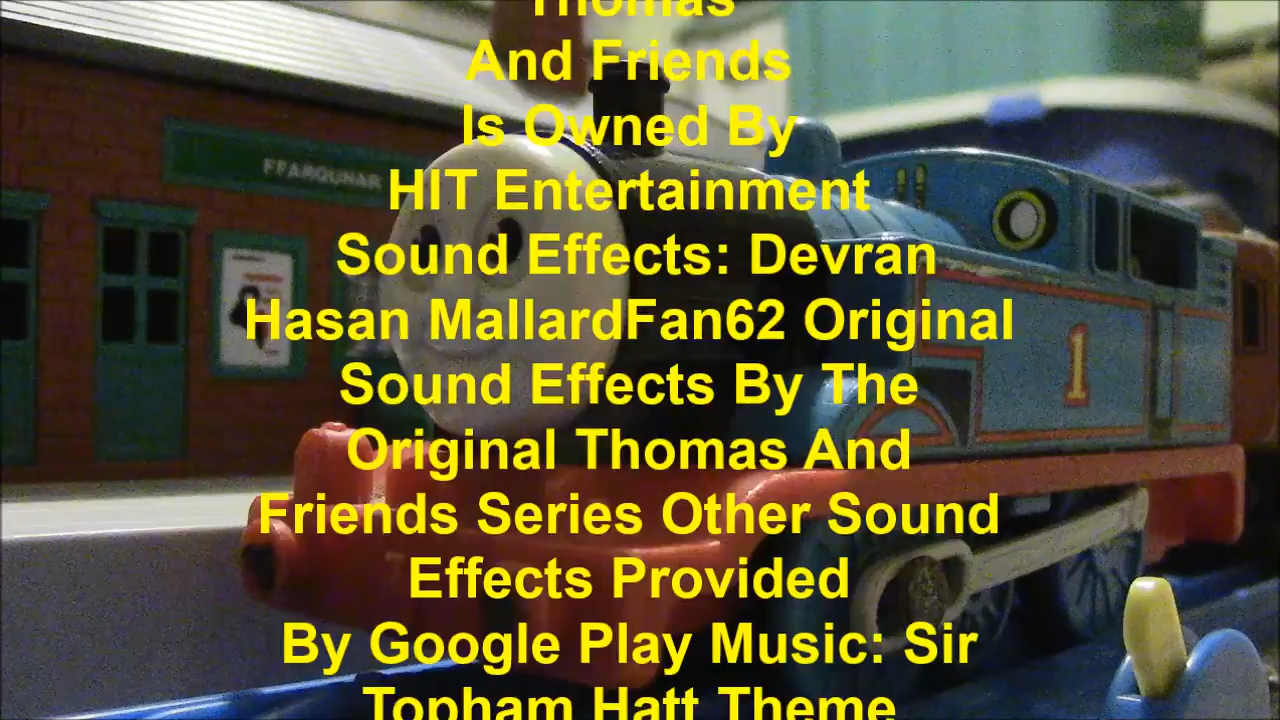 Thomas
And Friends
Is Owned By
HIT Entertainment
Sound Effects: Devran
Hasan MallardFan62 Original
Sound Effects By The
Original Thomas And
Friends Series Other Sound
Effects Provided
By Google Play Music: Sir
Topham Hatt Theme
FFARQUHAR
1